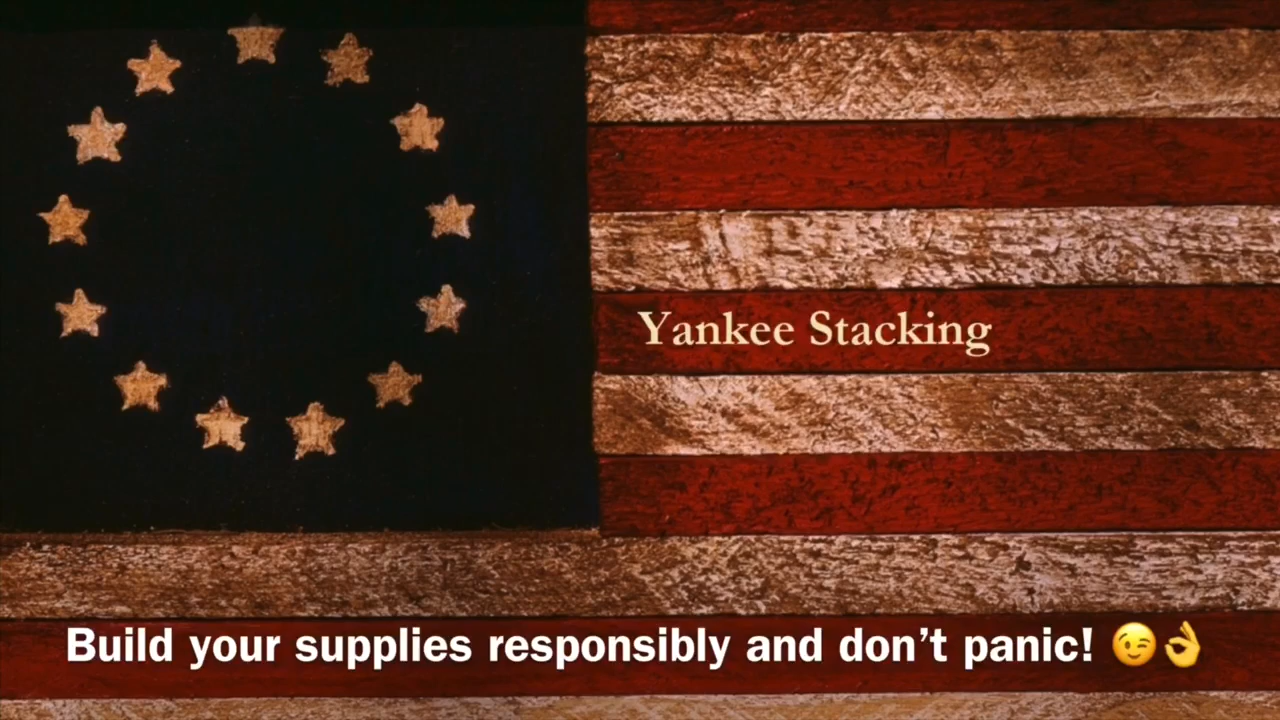 Yankee Stacking
Build your supplies responsibly and don't panic! 😉👌